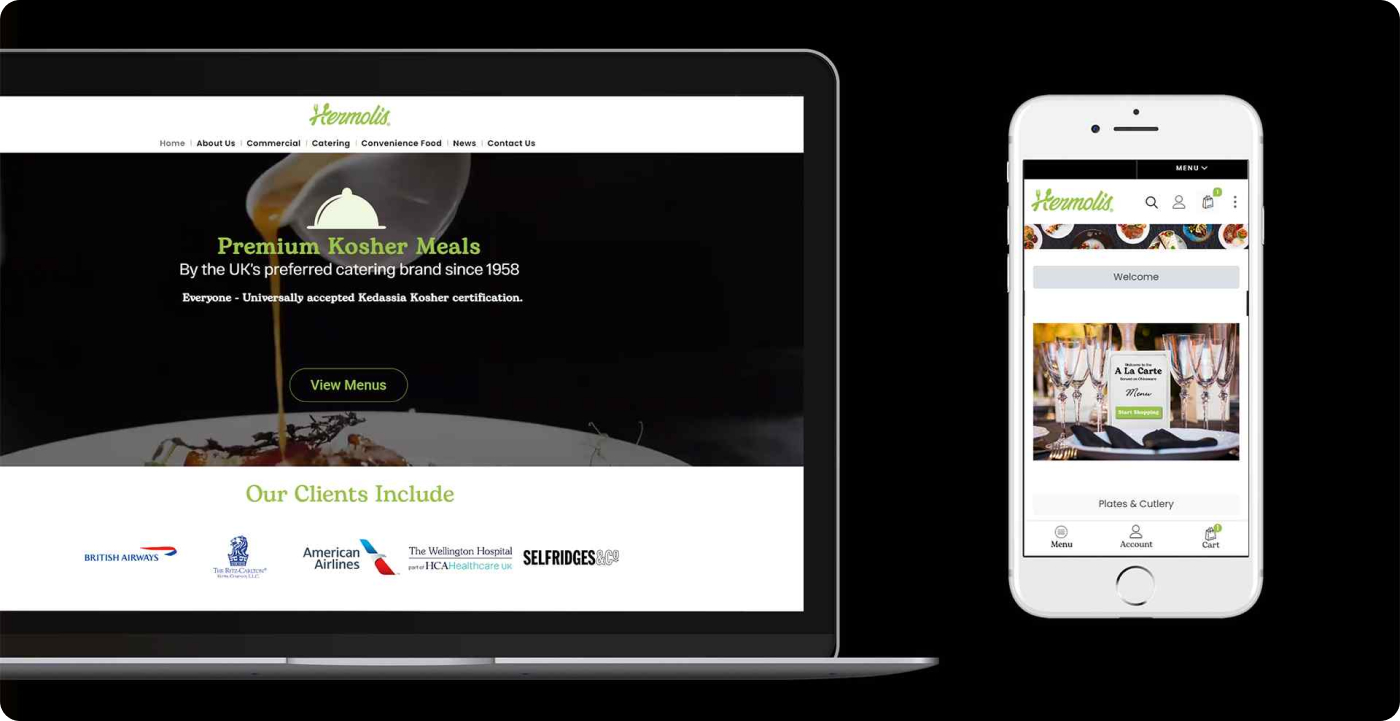 Hermolis
Home About Us Commercial Catering Convenience Food News Contact Us
Premium Kosher Meals
By the UK's preferred catering brand since 1958
Everyone - Universally accepted Kedassia Kosher certification.
View Menus
Our Clients Include
BRITISH AIRWAYS
THE RITZ-CARLTON
American
Airlines
The Wellington Hospital
part of HCAHealthcare UK
SELFRIDGES&Co
MENU
Hermolis
1
Welcome
Welcome to the
A La Carte
Menu
Start Shopping
Plates & Cutlery
1
Menu Account Cart